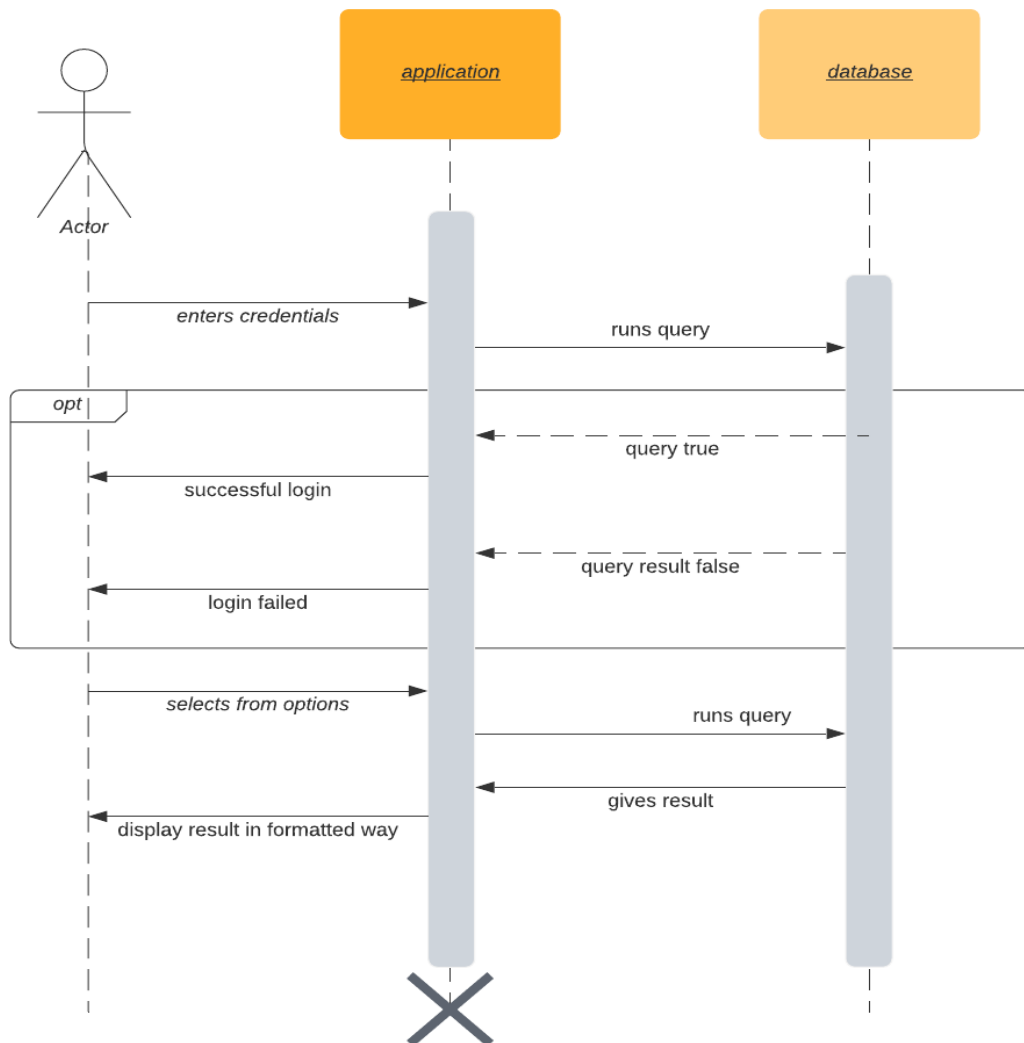 application
database
Actor
enters credentials
runs query
opt
query true
successful login
query result false
login failed
selects from options
runs query
gives result
display result in formatted way